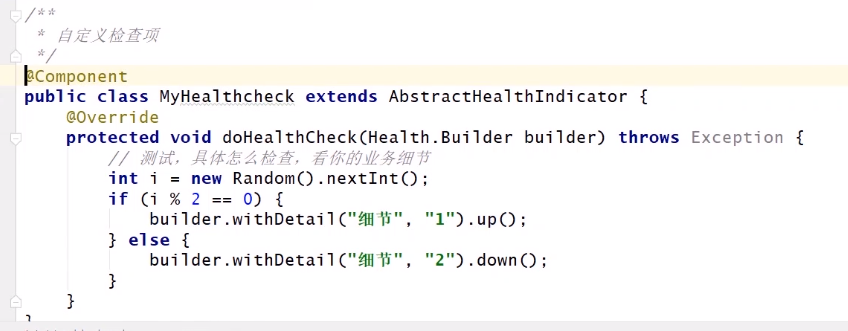 /**
 * 自定义检查项
 */
@Component
public class MyHealthcheck extends AbstractHealthIndicator {
    @Override
    protected void doHealthCheck(Health.Builder builder) throws Exception {
        // 测试，具体怎么检查，看你的业务细节
        int i = new Random().nextInt();
        if (i % 2 == 0) {
            builder.withDetail("细节", "1").up();
        } else {
            builder.withDetail("细节", "2").down();
        }
    }
}